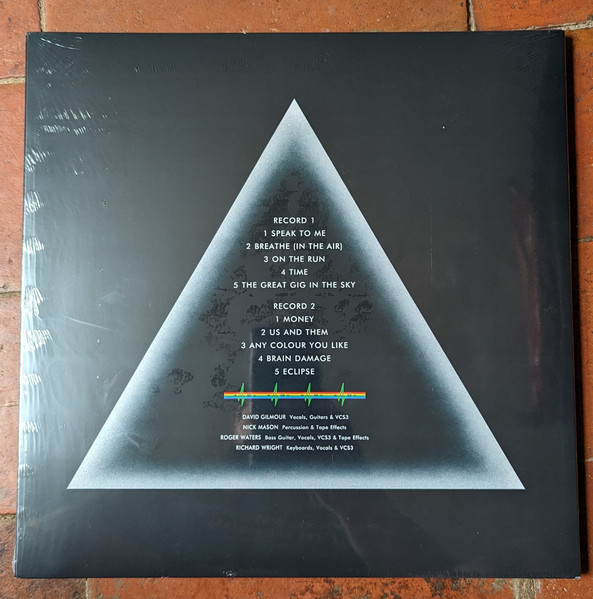 RECORD 1
1 SPEAK TO ME
2 BREATHE (IN THE AIR)
3 ON THE RUN
4 TIME
5 THE GREAT GIG IN THE SKY
RECORD 2
1 MONEY
2 US AND THEM
3 ANY COLOUR YOU LIKE
4 BRAIN DAMAGE
5 ECLIPSE
DAVID GILMOUR Vocals, Guitars & VCS3
NICK MASON Percussion & Tape Effects
ROGER WATERS Bass Guitar, Vocals, VCS3 & Tape Effects
RICHARD WRIGHT Keyboards, Vocals & VCS3